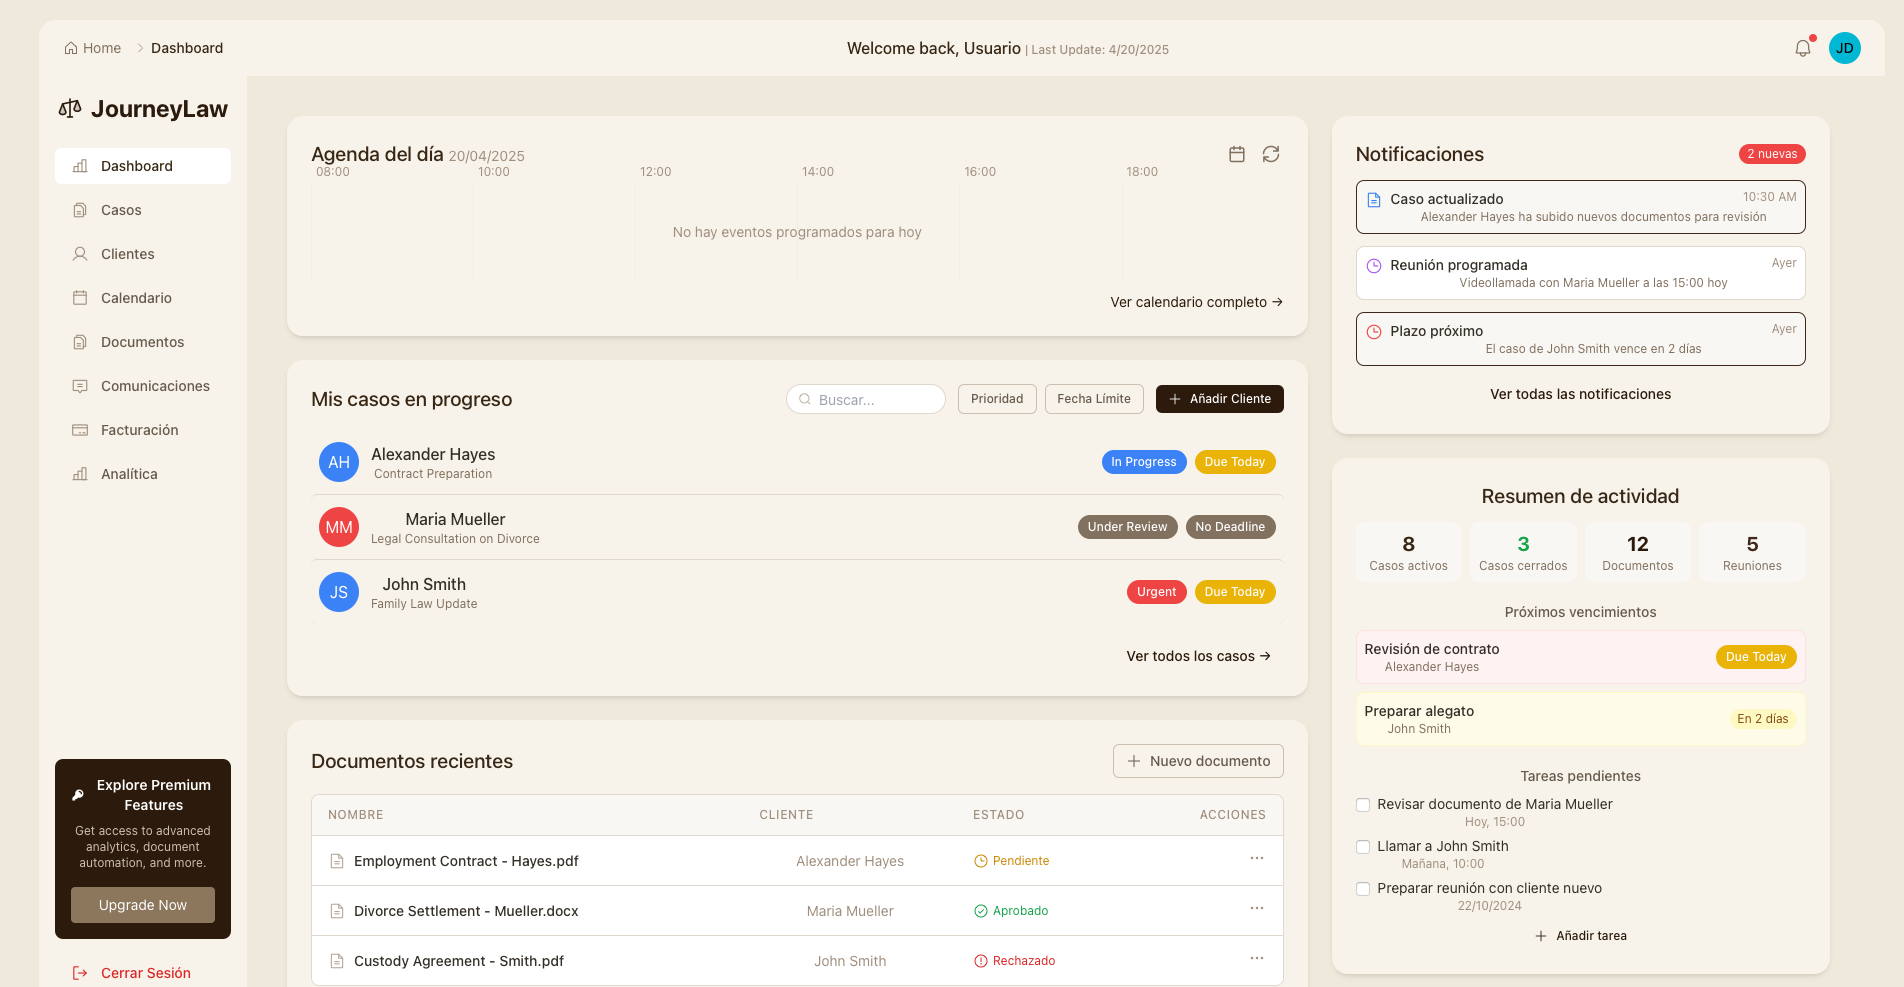 Home
Dashboard
Welcome back, Usuario | Last Update: 4/20/2025
JD
JourneyLaw
Dashboard
Casos
Clientes
Calendario
Documentos
Comunicaciones
Facturación
Analítica
Explore Premium
Features
Get access to advanced
analytics, document
automation, and more.
Upgrade Now
Cerrar Sesión
Agenda del día 20/04/2025
08:00 10:00 12:00 14:00 16:00 18:00
No hay eventos programados para hoy
Ver calendario completo →
Mis casos en progreso
Buscar...
Prioridad
Fecha Límite
Añadir Cliente
AH
Alexander Hayes
Contract Preparation
In Progress
Due Today
MM
Maria Mueller
Legal Consultation on Divorce
Under Review
No Deadline
JS
John Smith
Family Law Update
Urgent
Due Today
Ver todos los casos →
Documentos recientes
Nuevo documento
NOMBRE CLIENTE ESTADO ACCIONES
Employment Contract - Hayes.pdf Alexander Hayes Pendiente ...
Divorce Settlement - Mueller.docx Maria Mueller Aprobado ...
Custody Agreement - Smith.pdf John Smith Rechazado ...
Notificaciones
2 nuevas
Caso actualizado 10:30 AM
Alexander Hayes ha subido nuevos documentos para revisión
Reunión programada Ayer
Videollamada con Maria Mueller a las 15:00 hoy
Plazo próximo Ayer
El caso de John Smith vence en 2 días
Ver todas las notificaciones
Resumen de actividad
8
Casos activos
3
Casos cerrados
12
Documentos
5
Reuniones
Próximos vencimientos
Revisión de contrato
Alexander Hayes
Due Today
Preparar alegato
John Smith
En 2 días
Tareas pendientes
Revisar documento de Maria Mueller
Hoy, 15:00
Llamar a John Smith
Mañana, 10:00
Preparar reunión con cliente nuevo
22/10/2024
Añadir tarea